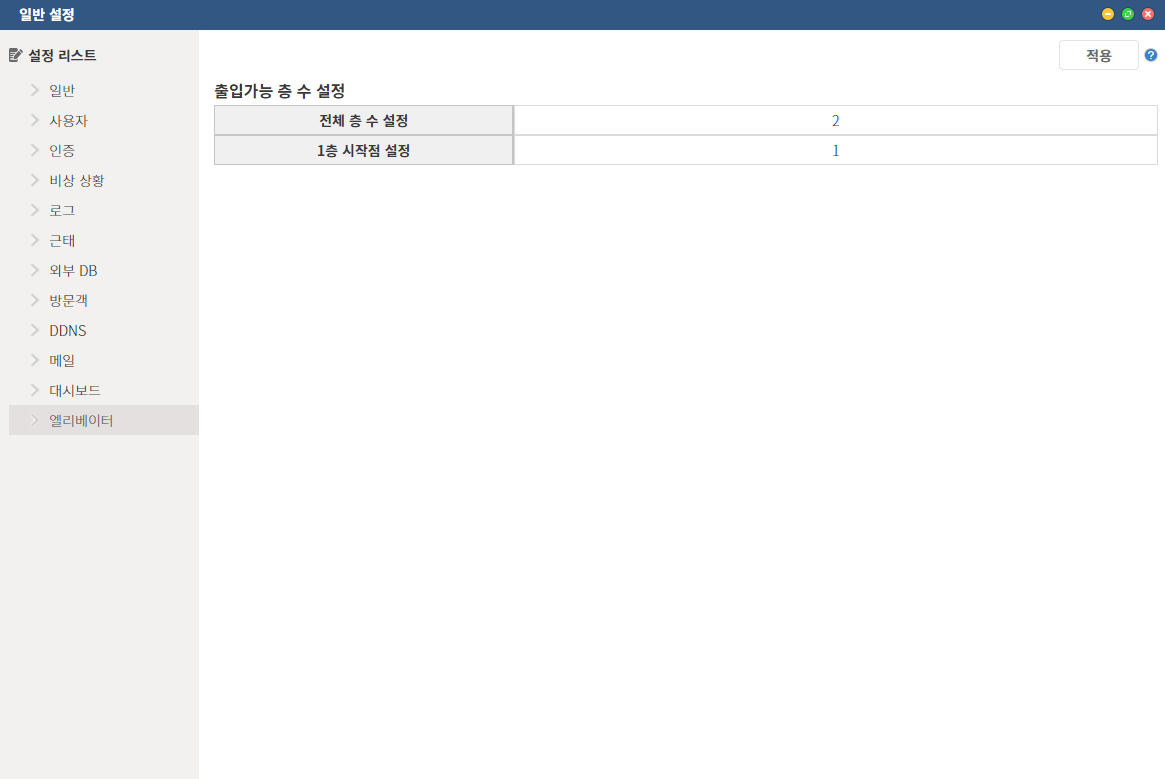 일반 설정
설정 리스트
일반
사용자
인증
비상 상황
로그
근태
외부 DB
방문객
DDNS
메일
대시보드
엘리베이터
적용
?
출입가능 층 수 설정
전체 층 수 설정 2
1층 시작점 설정 1